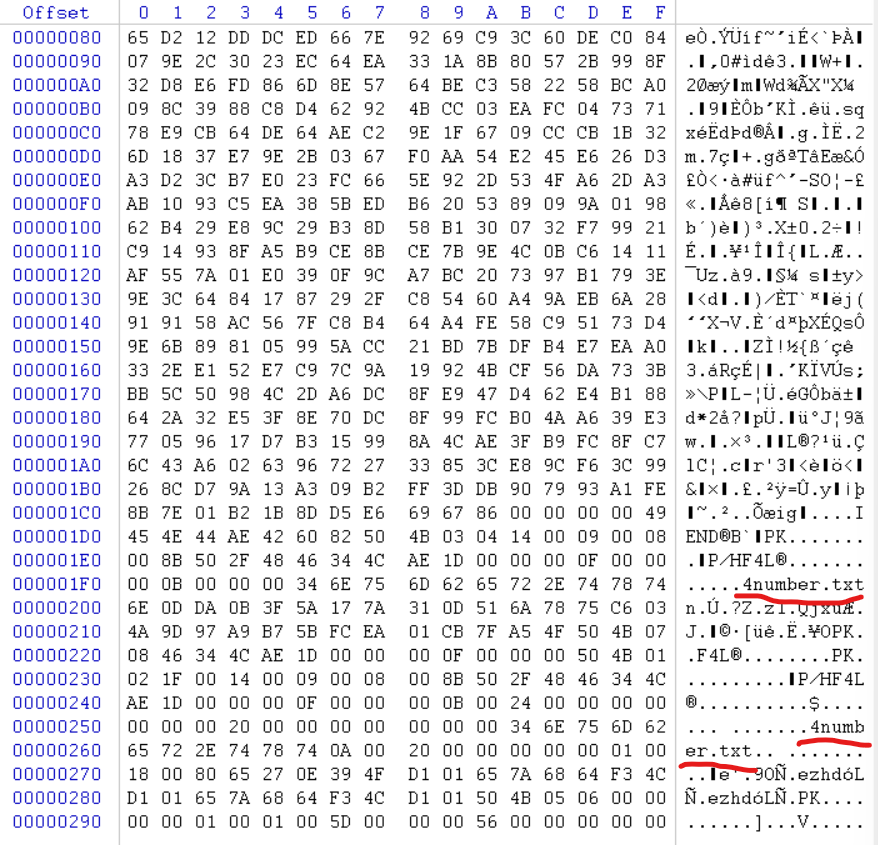 Offset 0 1 2 3 4 5 6 7 8 9 A B C D E F
00000080 65 D2 12 DD DC ED 66 7E 92 69 C9 3C 60 DE C0 84 eÒ.ÝÜíf~′iÉ<`ÞÀ▌
00000090 07 9E 2C 30 23 EC 64 EA 33 1A 8B 80 57 2B 99 8F .▌,0#ìdê3.▌▌W+▌.
000000A0 32 D8 E6 FD 86 6D 8E 57 64 BE C3 58 22 58 BC A0 2Øæý▌m▌Wd¾ÃX"X¼
000000B0 09 8C 39 88 C8 D4 62 92 4B CC 03 EA FC 04 73 71 .▌9▌ÈÔb′KÌ.êü.sq
000000C0 78 E9 CB 64 DE 64 AE C2 9E 1F 67 09 CC CB 1B 32 xéËdÞd®Â▌.g.ÌË.2
000000D0 6D 18 37 E7 9E 2B 03 67 F0 AA 54 E2 45 E6 26 D3 m.7ç▌+.gðªTâEæ&Ó
000000E0 A3 D2 3C B7 E0 23 FC 66 5E 92 2D 53 4F A6 2D A3 £Ò<·à#üf^′-SO¦-£
000000F0 AB 10 93 C5 EA 38 5B ED B6 20 53 89 09 9A 01 98 «.▌Åê8[í¶ S▌.▌.▌
00000100 62 B4 29 E8 9C 29 B3 8D 58 B1 30 07 32 F7 99 21 b´)è▌)³.X±0.2÷▌!
00000110 C9 14 93 8F A5 B9 CE 8B CE 7B 9E 4C 0B C6 14 11 É.▌.¥¹Î▌Î{▌L.Æ..
00000120 AF 55 7A 01 E0 39 0F 9C A7 BC 20 73 97 B1 79 3E ¯Uz.à9.▌§¼ s▌±y>
00000130 9E 3C 64 84 17 87 29 2F C8 54 60 A4 9A EB 6A 28 ▌<d▌.▌)/ÈT`¤▌ëj(
00000140 91 91 58 AC 56 7F C8 B4 64 A4 FE 58 C9 51 73 D4 ‘‘X¬V.È´d¤þXÉQsÔ
00000150 9E 6B 89 81 05 99 5A CC 21 BD 7B DF B4 E7 EA A0 ▌k▌..▌ZÌ!½{ß´çê
00000160 33 2E E1 52 E7 C9 7C 9A 19 92 4B CF 56 DA 73 3B 3.áRçÉ|▌.′KÏVÚs;
00000170 BB 5C 50 98 4C 2D A6 DC 8F E9 47 D4 62 E4 B1 88 »\P▌L-¦Ü.éGÔbä±▌
00000180 64 2A 32 E5 3F 8E 70 DC 8F 99 FC B0 4A A6 39 E3 d*2å?▌pÜ.▌ü°J¦9ã
00000190 77 05 96 17 D7 B3 15 99 8A 4C AE 3F B9 FC 8F C7 w.▌.×³.▌▌L®?¹ü.Ç
000001A0 6C 43 A6 02 63 96 72 27 33 85 3C E8 9C F6 3C 99 lC¦.c▌r'3▌<è▌ö<▌
000001B0 26 8C D7 9A 13 A3 09 B2 FF 3D DB 90 79 93 A1 FE &▌×▌.£.²ÿ=Û.y▌¡þ
000001C0 8B 7E 01 B2 1B 8D D5 E6 69 67 86 00 00 00 00 49 ▌~.²..Õæig▌....I
000001D0 45 4E 44 AE 42 60 82 50 4B 03 04 14 00 09 00 08 END®B`▌PK.......
000001E0 00 8B 50 2F 48 46 34 4C AE 1D 00 00 00 0F 00 00 .▌P/HF4L®.......
000001F0 00 0B 00 00 00 34 6E 75 6D 62 65 72 2E 74 78 74 .....4number.txt
00000200 6E 0D DA 0B 3F 5A 17 7A 31 0D 51 6A 78 75 C6 03 n.Ú.?Z.z1.QjxuÆ.
00000210 4A 9D 97 A9 B7 5B FC EA 01 CB 7F A5 4F 50 4B 07 J.▌©·[üê.Ë.¥OPK.
00000220 08 46 34 4C AE 1D 00 00 00 0F 00 00 00 50 4B 01 .F4L®........PK.
00000230 02 1F 00 14 00 09 00 08 00 8B 50 2F 48 46 34 4C .........▌P/HF4L
00000240 AE 1D 00 00 00 0F 00 00 00 0B 00 24 00 00 00 00 ®..........$....
00000250 00 00 00 20 00 00 00 00 00 00 00 34 6E 75 6D 62 ... .......4numb
00000260 65 72 2E 74 78 74 0A 00 20 00 00 00 00 00 01 00 er.txt.. .......
00000270 18 00 80 65 27 0E 39 4F D1 01 65 7A 68 64 F3 4C ..▌e'.9OÑ.ezhdóL
00000280 D1 01 65 7A 68 64 F3 4C D1 01 50 4B 05 06 00 00 Ñ.ezhdóLÑ.PK....
00000290 00 00 01 00 01 00 5D 00 00 00 56 00 00 00 00 00 ......]...V.....